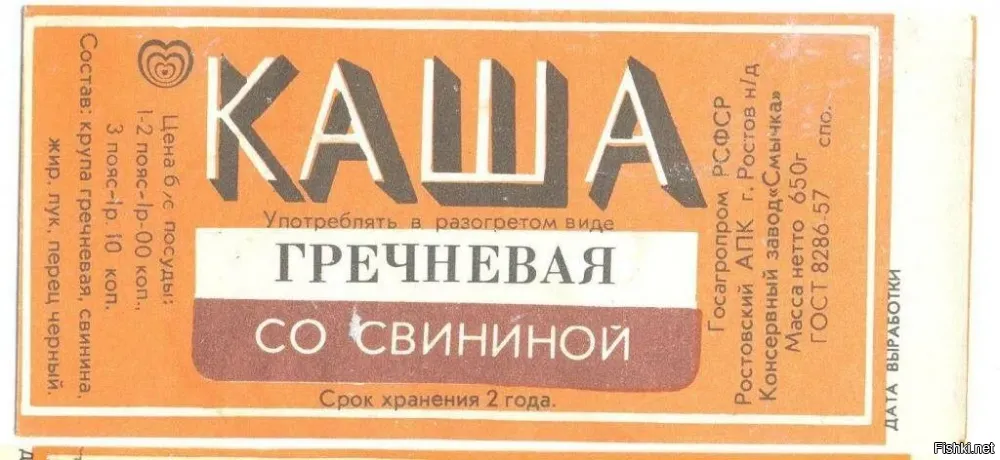 Состав: крупа гречневая, свинина,
жир, лук, перец черный.
Цена б/с посуды:
1-2 пояс-1р-00 коп.,
3 пояс-1р 10 коп.
КАША
Употреблять в разогретом виде
ГРЕЧНЕВАЯ
СО СВИНИНОЙ
Срок хранения 2 года.
Госагропром РСФСР
Ростовский АПК г. Ростов н/д
Консервный завод «Смычка»
Масса нетто 650г
ГОСТ 8286-57 спо.
ДАТА ВЫРАБОТКИ
Fishki.net